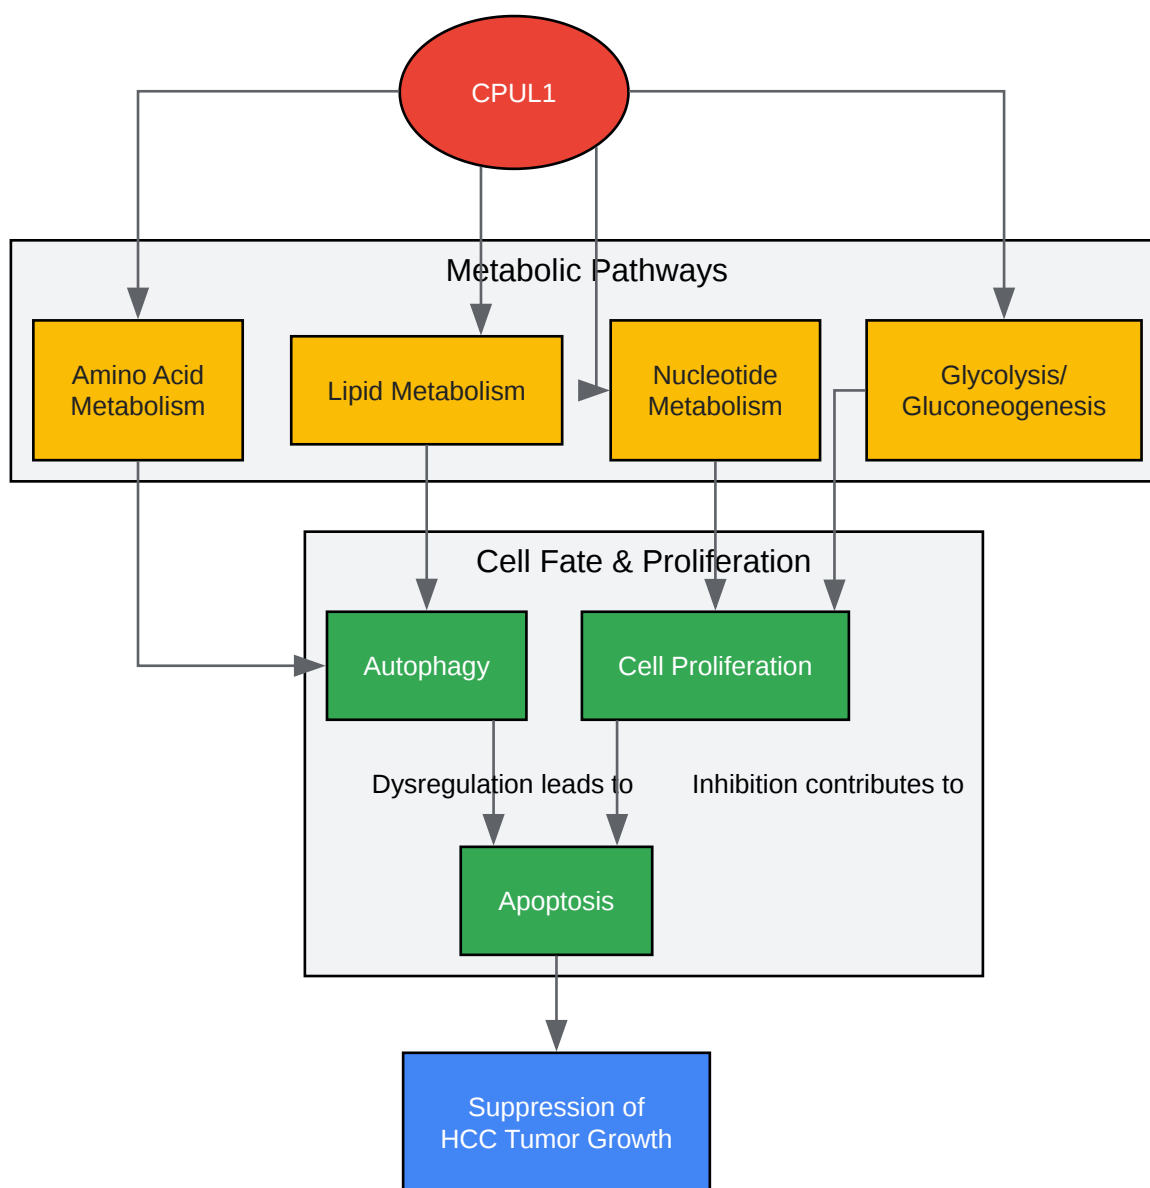 CPUL1
Metabolic Pathways
Amino Acid
Metabolism
Lipid Metabolism
Nucleotide
Metabolism
Glycolysis/
Gluconeogenesis
Cell Fate & Proliferation
Autophagy
Cell Proliferation
Dysregulation leads to
Inhibition contributes to
Apoptosis
Suppression of
HCC Tumor Growth